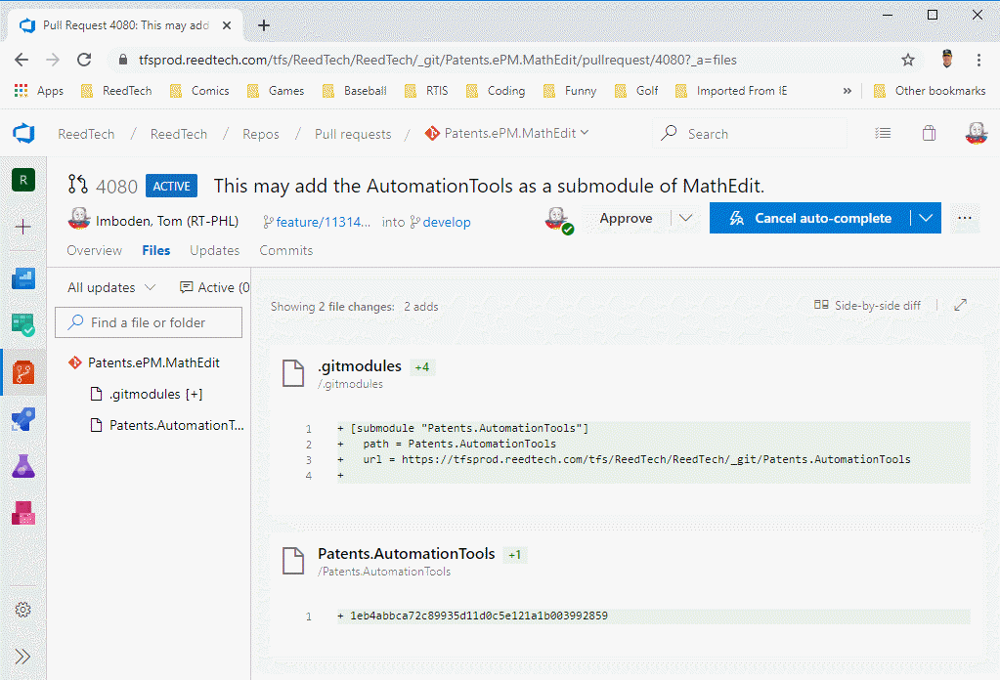 Pull Request 4080: This may add
tfsprod.reedtech.com/tfs/ReedTech/ReedTech/_git/Patents.ePM.MathEdit/pullrequest/4080?_a=files
Apps ReedTech Comics Games Baseball RTIS Coding Funny Golf Imported From IE » Other bookmarks
ReedTech / ReedTech / Repos / Pull requests / Patents.ePM.MathEdit Search
R
4080 ACTIVE This may add the AutomationTools as a submodule of MathEdit.
Imboden, Tom (RT-PHL) feature/11314... into develop Approve Cancel auto-complete ...
Overview Files Updates Commits
All updates Active (0
Showing 2 file changes: 2 adds Side-by-side diff
Find a file or folder
Patents.ePM.MathEdit
.gitmodules [+]
Patents.AutomationT...
.gitmodules +4
/.gitmodules
1 + [submodule "Patents.AutomationTools"]
2 + path = Patents.AutomationTools
3 + url = https://tfsprod.reedtech.com/tfs/ReedTech/ReedTech/_git/Patents.AutomationTools
4 +
Patents.AutomationTools +1
/Patents.AutomationTools
1 + 1eb4abbca72c89935d11d0c5e121a1b003992859